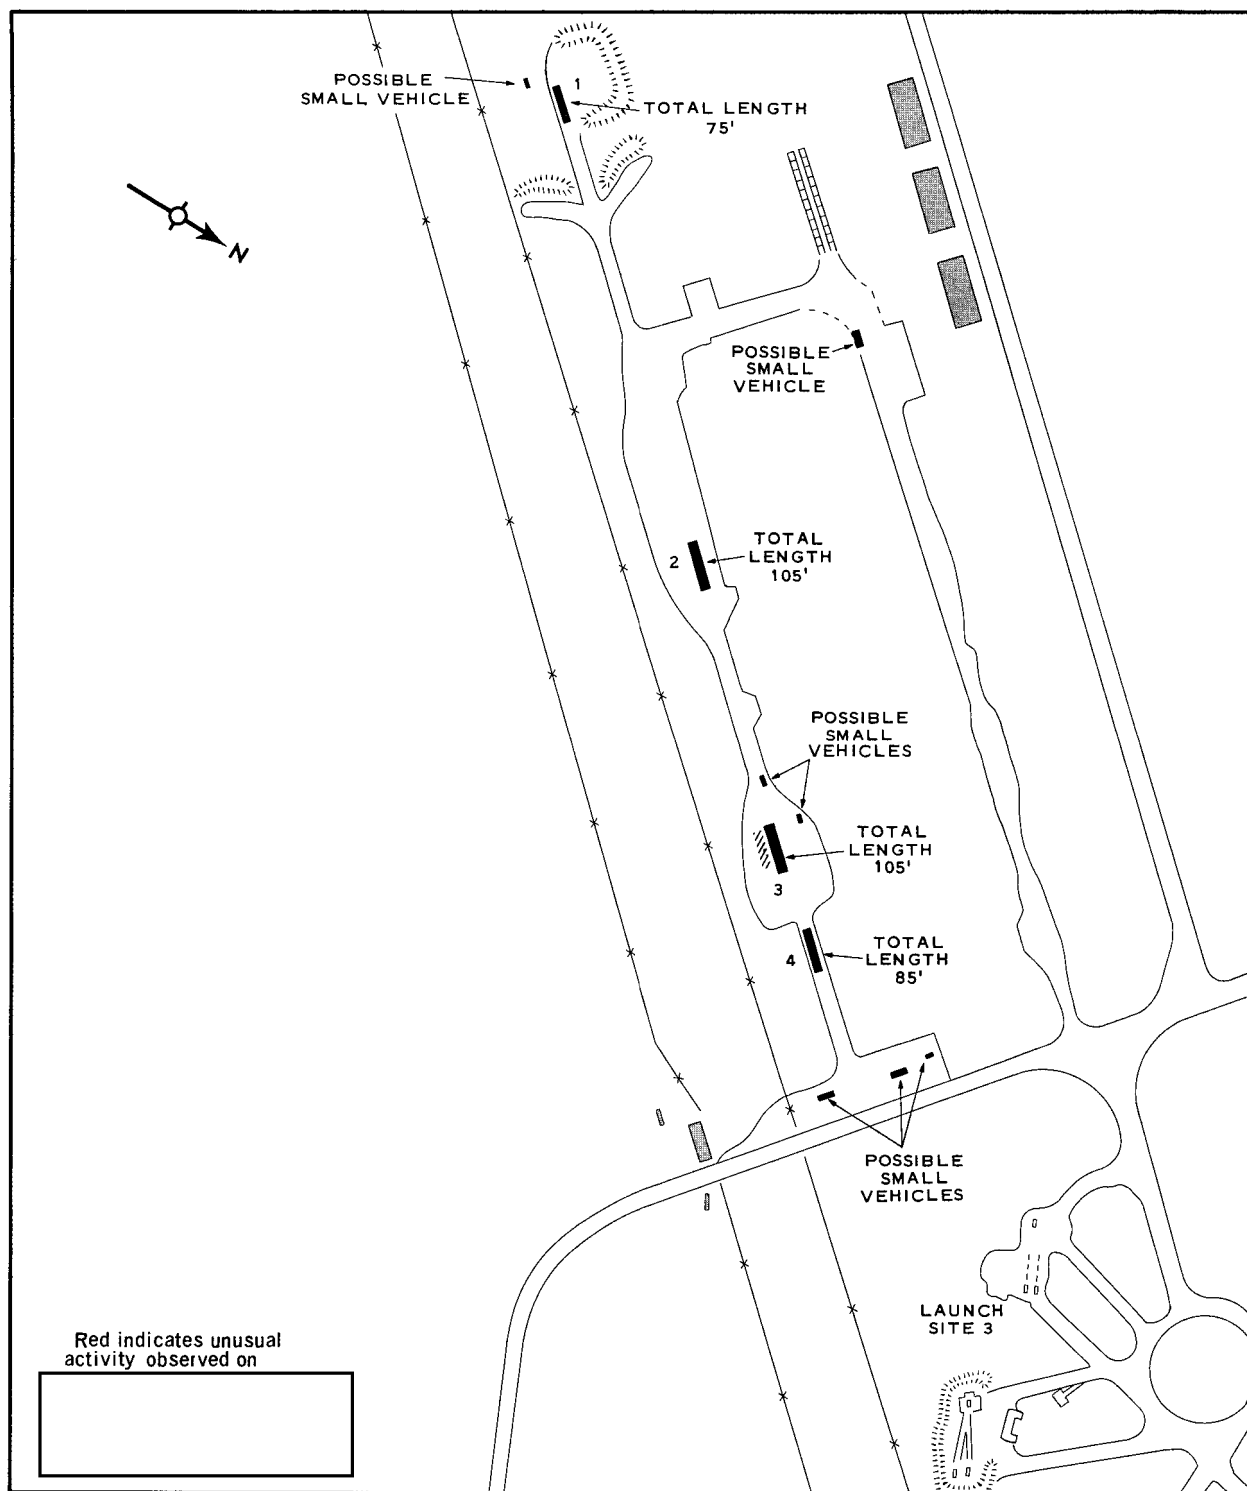 POSSIBLE
SMALL VEHICLE
1
TOTAL LENGTH
75'
N
POSSIBLE
SMALL
VEHICLE
2
TOTAL
LENGTH
105'
POSSIBLE
SMALL
VEHICLES
TOTAL
LENGTH
105'
3
4
TOTAL
LENGTH
85'
POSSIBLE
SMALL
VEHICLES
LAUNCH
SITE 3
Red indicates unusual
activity observed on